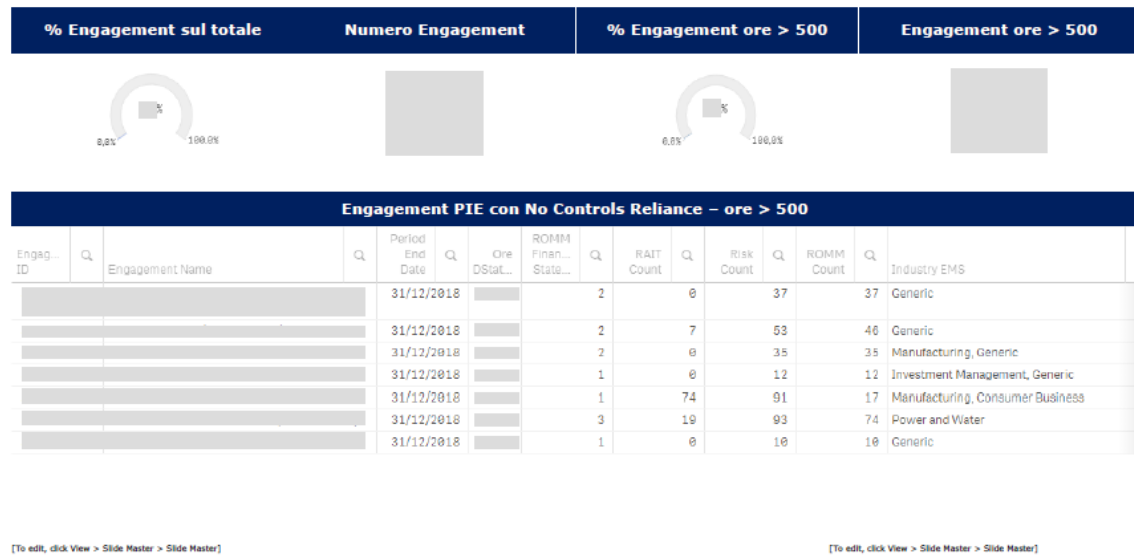 % Engagement sul totale Numero Engagement % Engagement ore > 500 Engagement ore > 500
% %
0,0% 100.0% 0.0% 100,0%
Engagement PIE con No Controls Reliance – ore > 500
Engag... ID Engagement Name Period End Date Ore DStat... ROMM Finan... State... RAIT Count Risk Count ROMM Count Industry EMS
31/12/2018 2 0 37 37 Generic
31/12/2018 2 7 53 46 Generic
31/12/2018 2 0 35 35 Manufacturing, Generic
31/12/2018 1 0 12 12 Investment Management, Generic
31/12/2018 1 74 91 17 Manufacturing, Consumer Business
31/12/2018 3 19 93 74 Power and Water
31/12/2018 1 0 10 10 Generic
[To edit, click View > Slide Master > Slide Master] [To edit, click View > Slide Master > Slide Master]